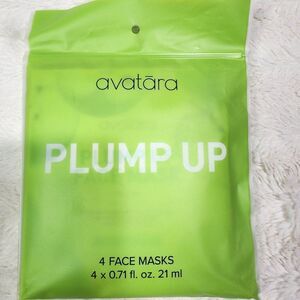 avatāra
PLUMP UP
4 FACE MASKS
4 x 0.71 fl. oz. 21 ml